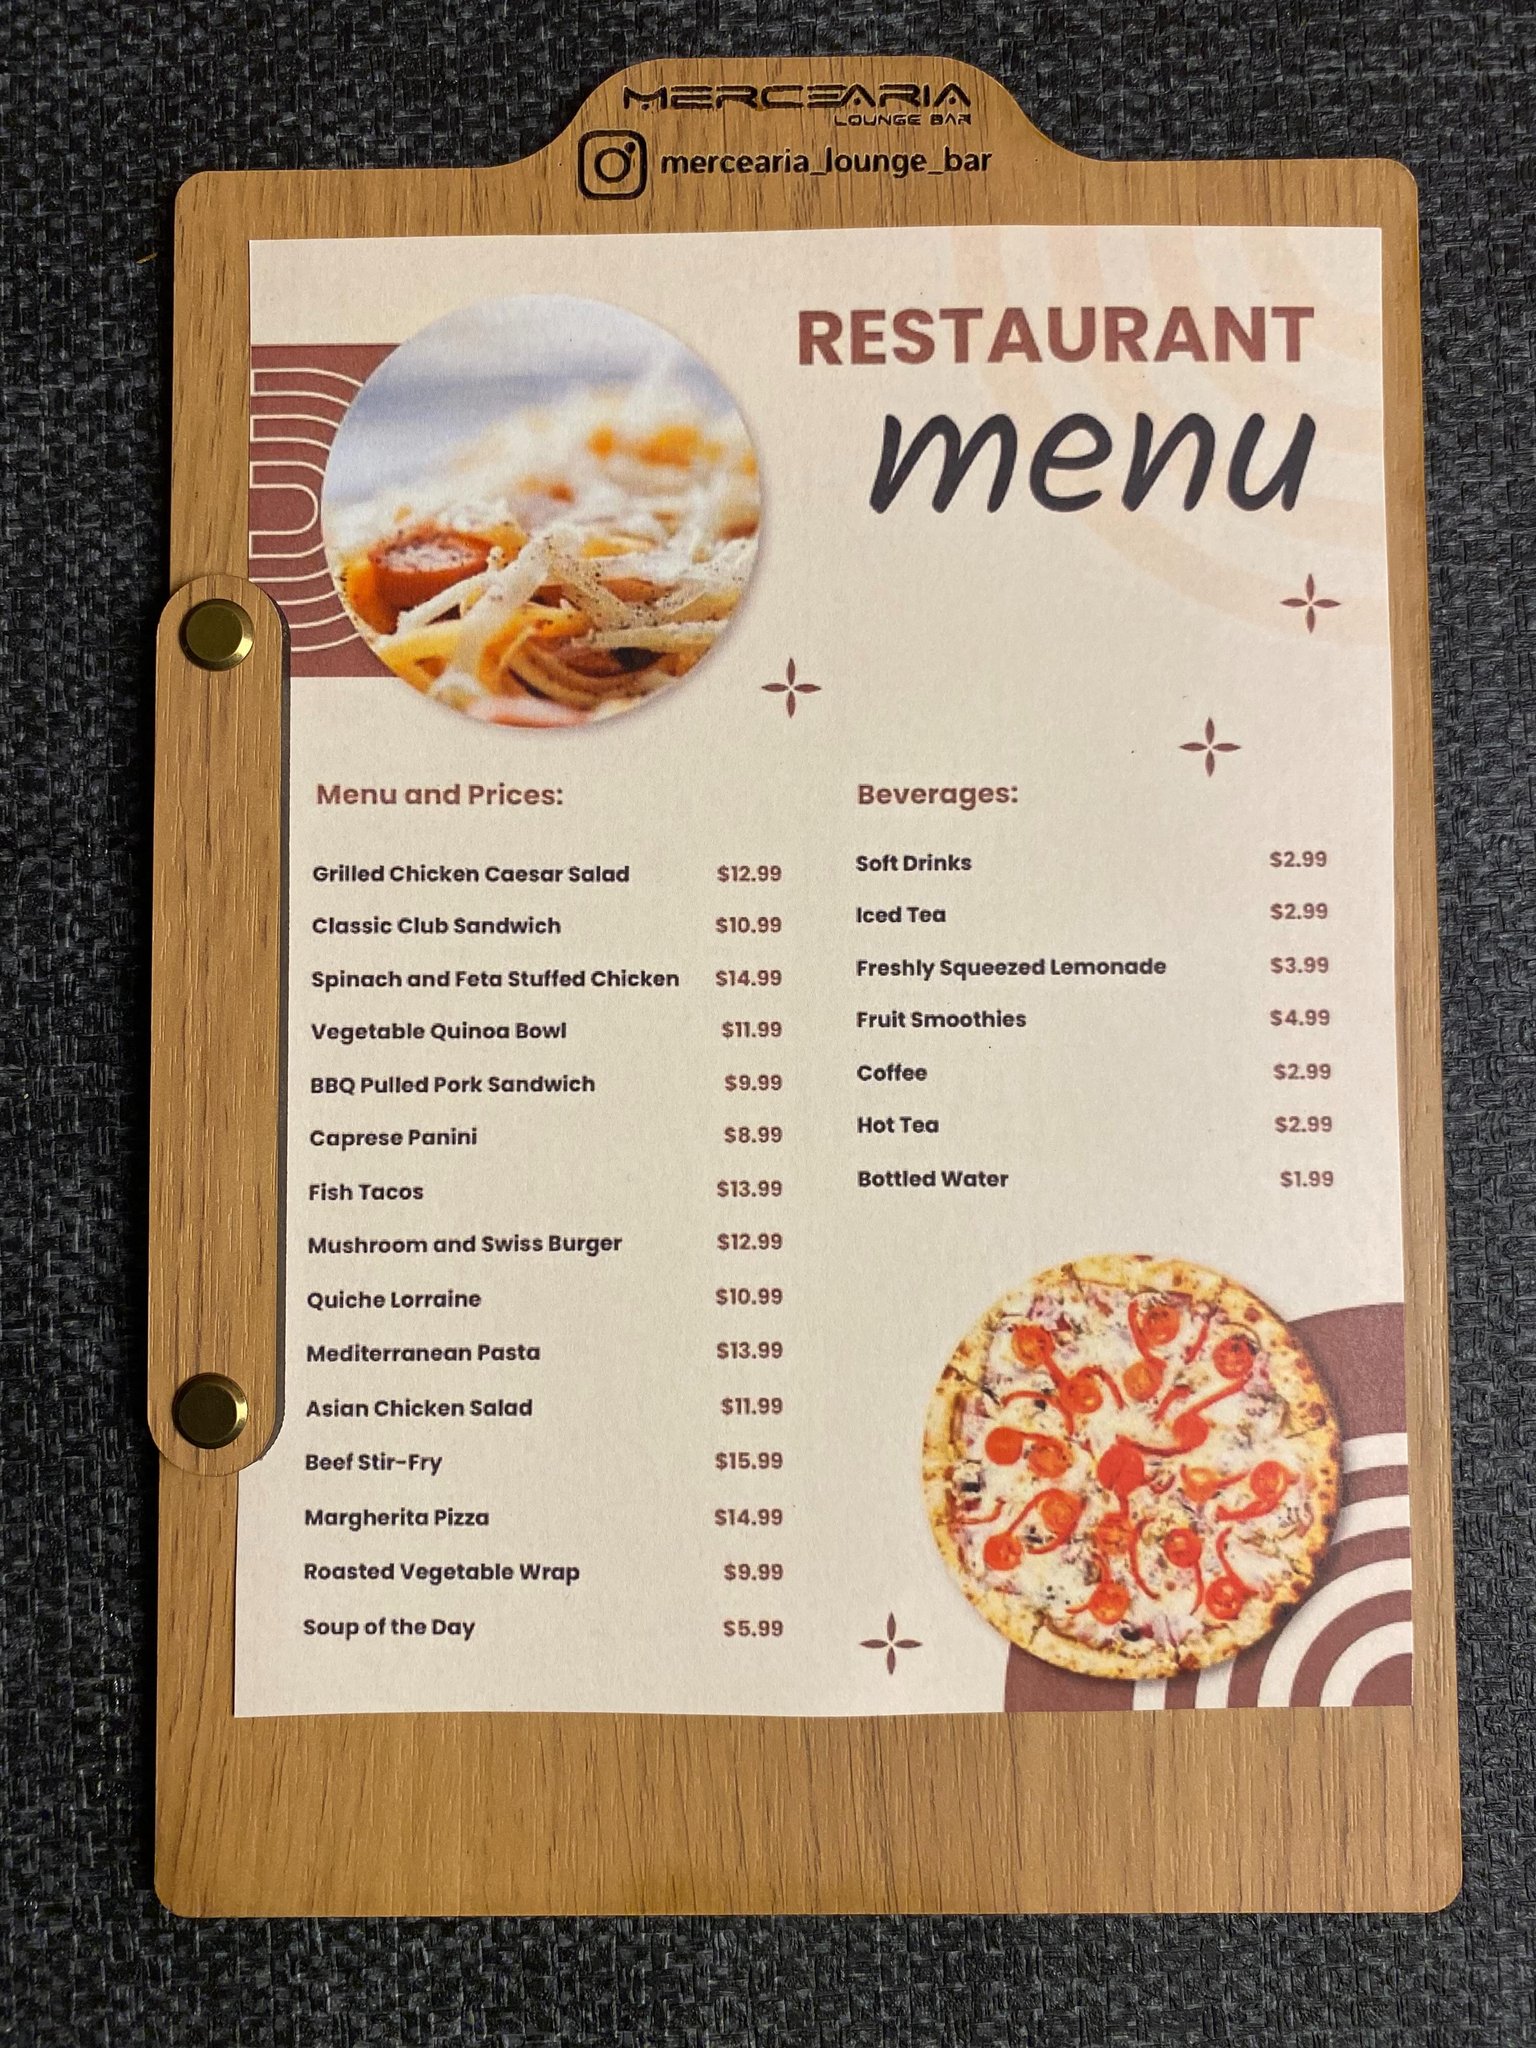 MERCEARIA
LOUNGE BAR
mercearia_lounge_bar
RESTAURANT
menu
Menu and Prices:
Grilled Chicken Caesar Salad $12.99
Classic Club Sandwich $10.99
Spinach and Feta Stuffed Chicken $14.99
Vegetable Quinoa Bowl $11.99
BBQ Pulled Pork Sandwich $9.99
Caprese Panini $8.99
Fish Tacos $13.99
Mushroom and Swiss Burger $12.99
Quiche Lorraine $10.99
Mediterranean Pasta $13.99
Asian Chicken Salad $11.99
Beef Stir-Fry $15.99
Margherita Pizza $14.99
Roasted Vegetable Wrap $9.99
Soup of the Day $5.99
Beverages:
Soft Drinks $2.99
Iced Tea $2.99
Freshly Squeezed Lemonade $3.99
Fruit Smoothies $4.99
Coffee $2.99
Hot Tea $2.99
Bottled Water $1.99